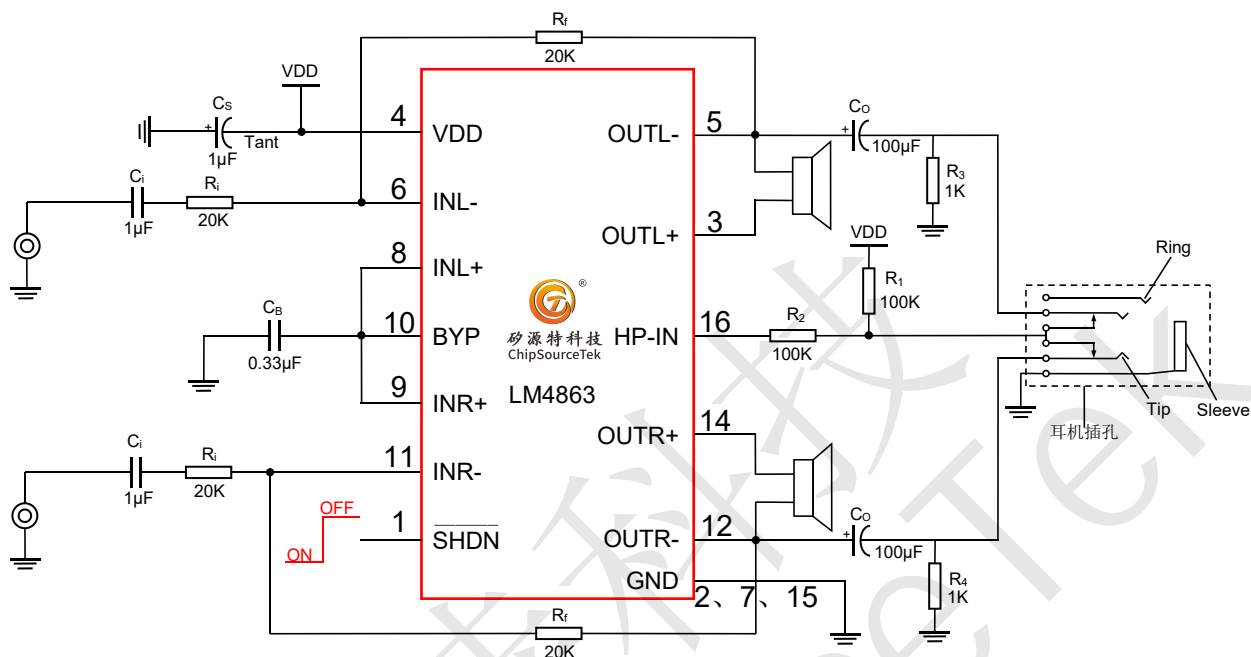 Rf
20K
VDD
CS
+
Tant
1μF
4
VDD
OUTL-
5
CO
+
100μF
R3
1K
Ci
1μF
Ri
20K
6
INL-
3
OUTL+
8
INL+
VDD
R1
100K
Ring
CB
0.33μF
10
BYP
®
矽源特科技
ChipSourceTek
LM4863
HP-IN
16
R2
100K
9
INR+
Tip
Sleeve
耳机插孔
OUTR+
14
Ci
1μF
Ri
20K
11
INR-
OFF
ON
1
SHDN
OUTR-
12
CO
+
100μF
GND
2、7、15
R4
1K
Rf
20K